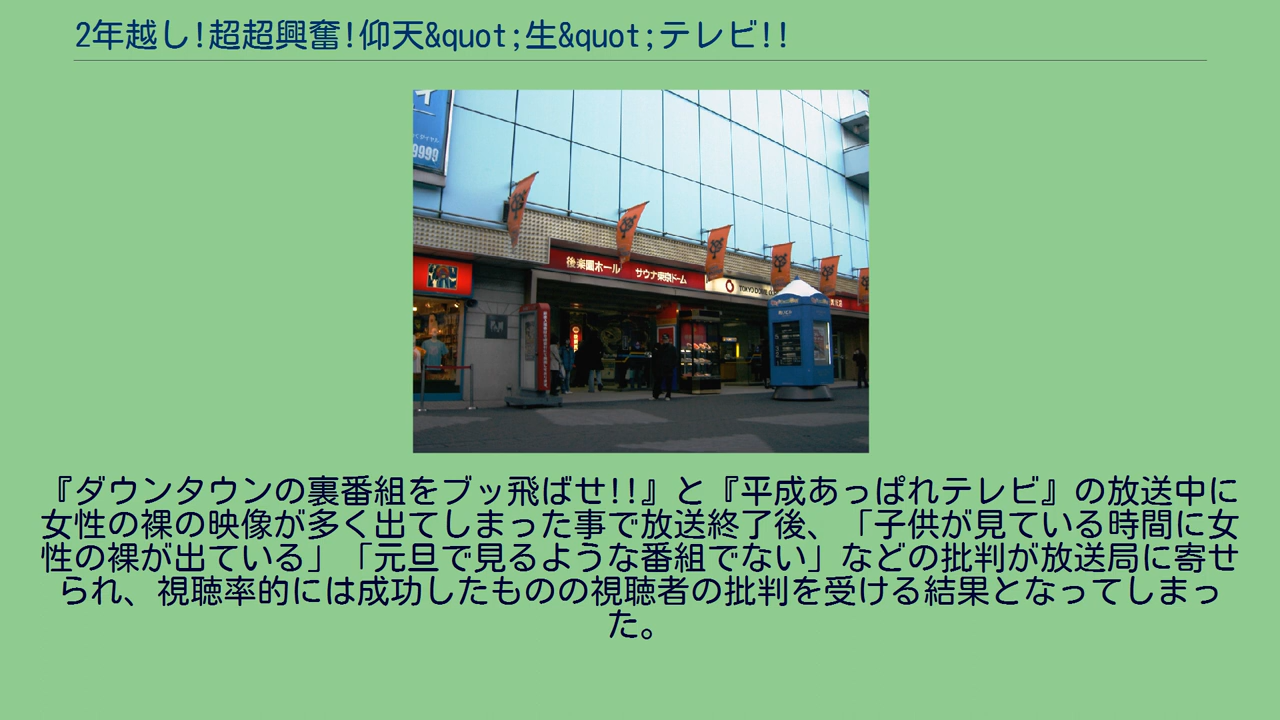 2年越し!超超興奮!仰天&quot;生&quot;テレビ!!
9999
後楽園ホール サウナ東京ドーム
TOKYO DOME
『ダウンタウンの裏番組をブッ飛ばせ!!』と『平成あっぱれテレビ』の放送中に
女性の裸の映像が多く出てしまった事で放送終了後、「子供が見ている時間に女
性の裸が出ている」「元旦で見るような番組でない」などの批判が放送局に寄せ
られ、視聴率的には成功したものの視聴者の批判を受ける結果となってしまっ
た。